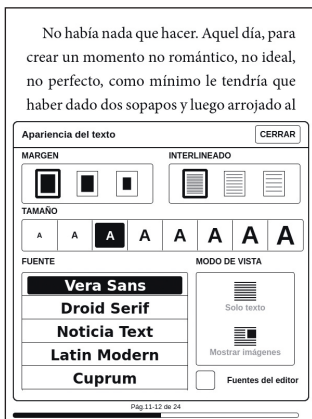 No había nada que hacer. Aquel día, para
crear un momento no romántico, no ideal,
no perfecto, como mínimo le tendría que
haber dado dos sopapos y luego arrojado al
Apariencia del texto CERRAR
MARGEN INTERLINEADO
TAMAÑO
A A A A A A A A
FUENTE MODO DE VISTA
Vera Sans
Droid Serif
Solo texto
Noticia Text
Latin Modern
Mostrar imágenes
Cuprum
Fuentes del editor
Pág.11-12 de 24